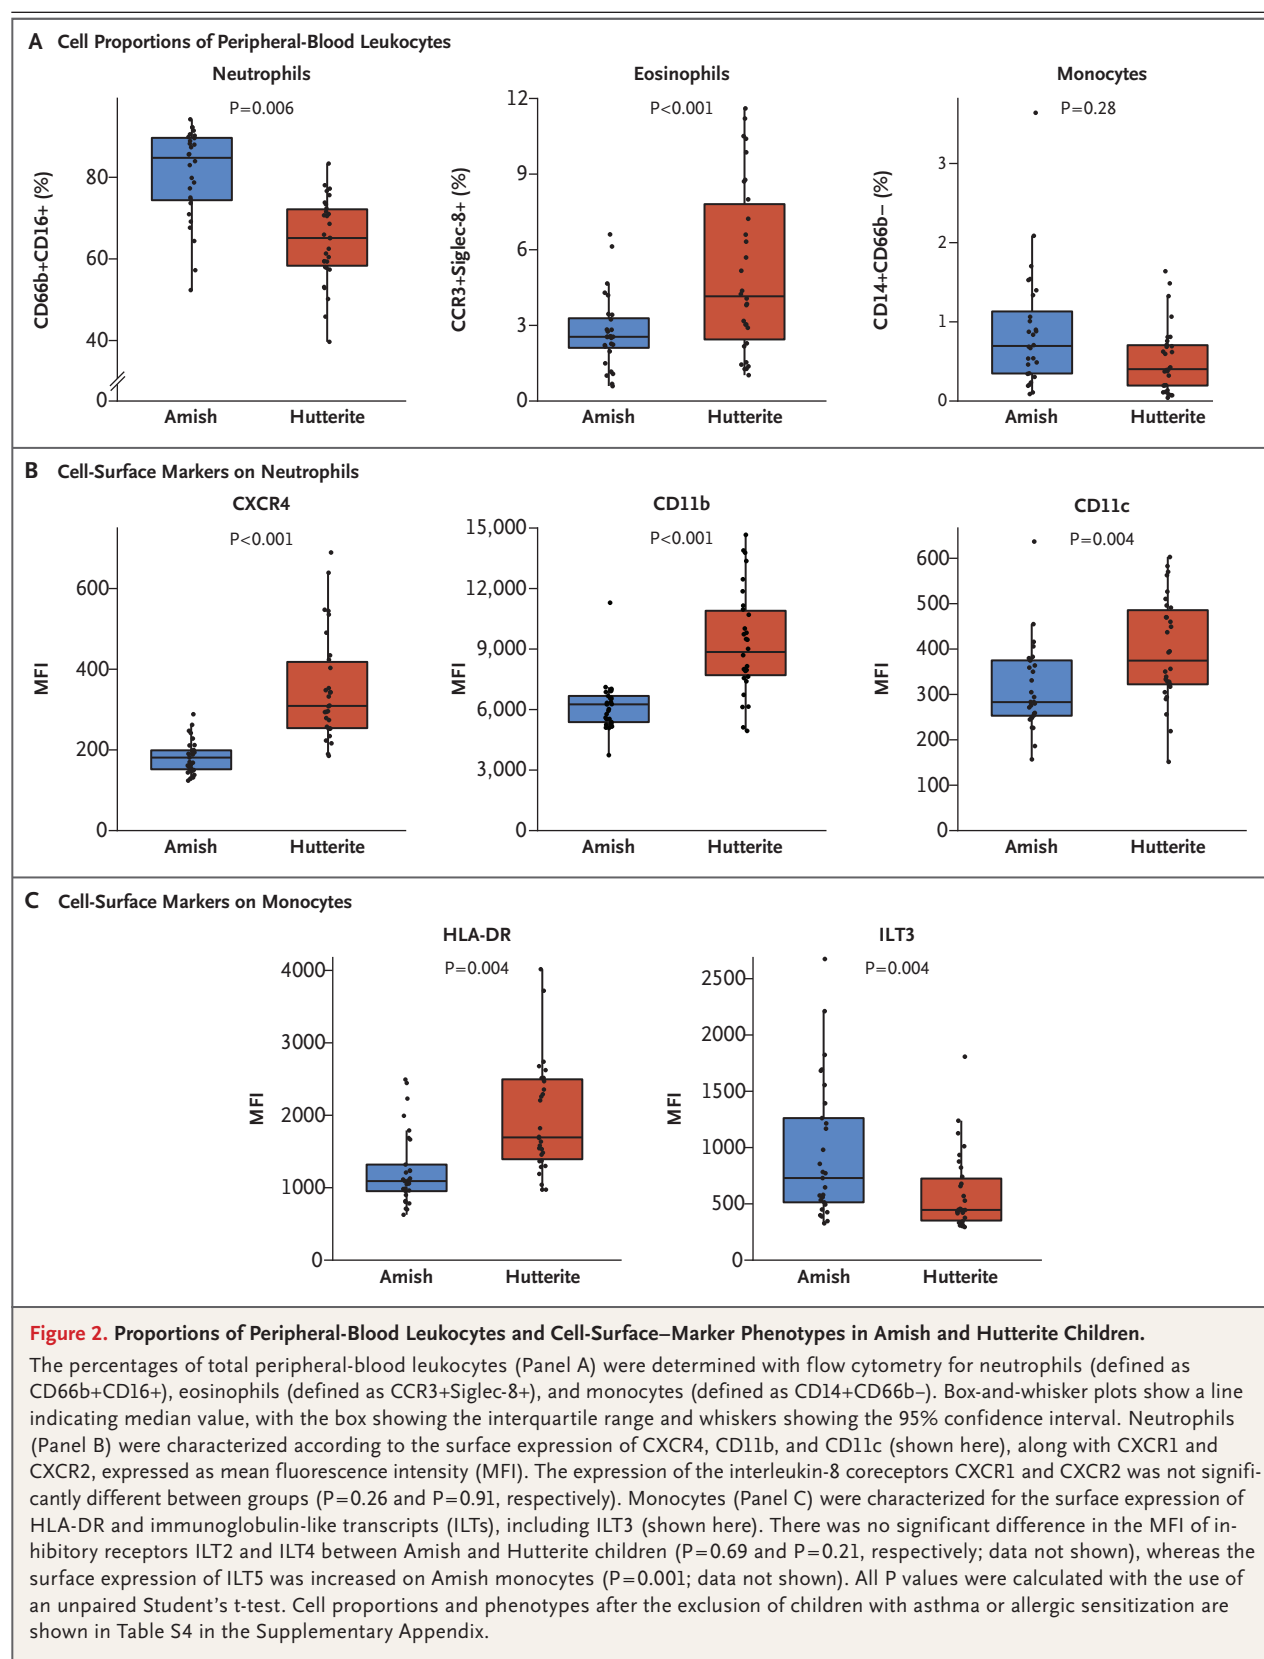 A Cell Proportions of Peripheral-Blood Leukocytes
Neutrophils
P=0.006
CD66b+CD16+ (%)
80
60
40
0
Amish Hutterite
Eosinophils
P<0.001
CCR3+Siglec-8+ (%)
12
9
6
3
0
Amish Hutterite
Monocytes
P=0.28
CD14+CD66b− (%)
3
2
1
0
Amish Hutterite
B Cell-Surface Markers on Neutrophils
CXCR4
P<0.001
MFI
600
400
200
0
Amish Hutterite
CD11b
P<0.001
MFI
15,000
12,000
9,000
6,000
3,000
0
Amish Hutterite
CD11c
P=0.004
MFI
600
500
400
300
200
100
0
Amish Hutterite
C Cell-Surface Markers on Monocytes
HLA-DR
P=0.004
MFI
4000
3000
2000
1000
0
Amish Hutterite
ILT3
P=0.004
MFI
2500
2000
1500
1000
500
0
Amish Hutterite
Figure 2. Proportions of Peripheral-Blood Leukocytes and Cell-Surface–Marker Phenotypes in Amish and Hutterite Children.
The percentages of total peripheral-blood leukocytes (Panel A) were determined with flow cytometry for neutrophils (defined as
CD66b+CD16+), eosinophils (defined as CCR3+Siglec-8+), and monocytes (defined as CD14+CD66b−). Box-and-whisker plots show a line
indicating median value, with the box showing the interquartile range and whiskers showing the 95% confidence interval. Neutrophils
(Panel B) were characterized according to the surface expression of CXCR4, CD11b, and CD11c (shown here), along with CXCR1 and
CXCR2, expressed as mean fluorescence intensity (MFI). The expression of the interleukin-8 coreceptors CXCR1 and CXCR2 was not signifi-
cantly different between groups (P=0.26 and P=0.91, respectively). Monocytes (Panel C) were characterized for the surface expression of
HLA-DR and immunoglobulin-like transcripts (ILTs), including ILT3 (shown here). There was no significant difference in the MFI of in-
hibitory receptors ILT2 and ILT4 between Amish and Hutterite children (P=0.69 and P=0.21, respectively; data not shown), whereas the
surface expression of ILT5 was increased on Amish monocytes (P=0.001; data not shown). All P values were calculated with the use of
an unpaired Student's t-test. Cell proportions and phenotypes after the exclusion of children with asthma or allergic sensitization are
shown in Table S4 in the Supplementary Appendix.